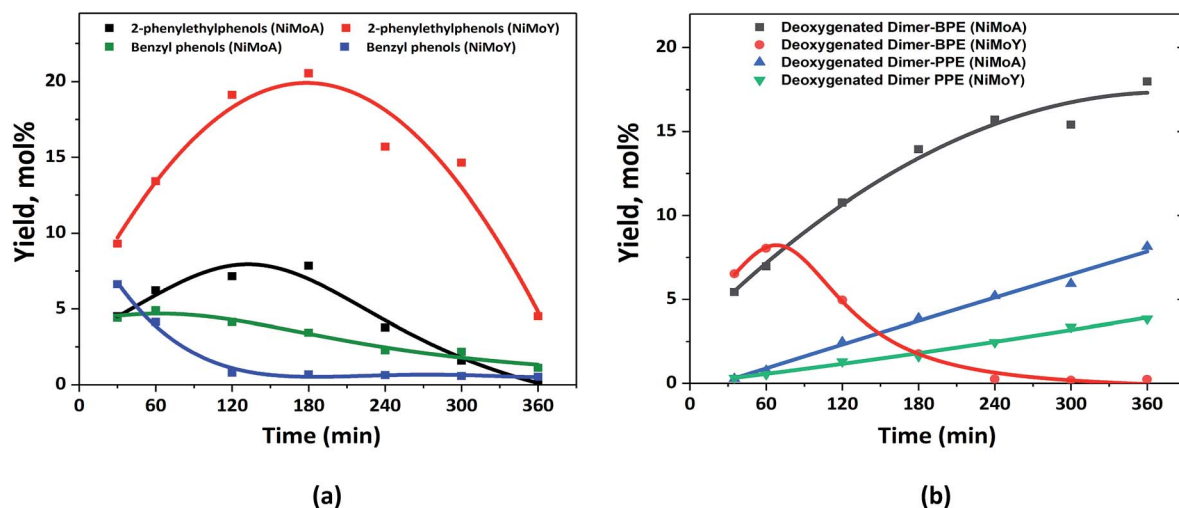 2-phenylethylphenols (NiMoA) 2-phenylethylphenols (NiMoY)
Benzyl phenols (NiMoA) Benzyl phenols (NiMoY)
20
15
10
5
0
Yield, mol%
60 120 180 240 300 360
Time (min)
(a)
Deoxygenated Dimer-BPE (NiMoA)
Deoxygenated Dimer-BPE (NiMoY)
Deoxygenated Dimer-PPE (NiMoA)
Deoxygenated Dimer PPE (NiMoY)
20
15
10
5
0
Yield, mol%
0 60 120 180 240 300 360
Time (min)
(b)